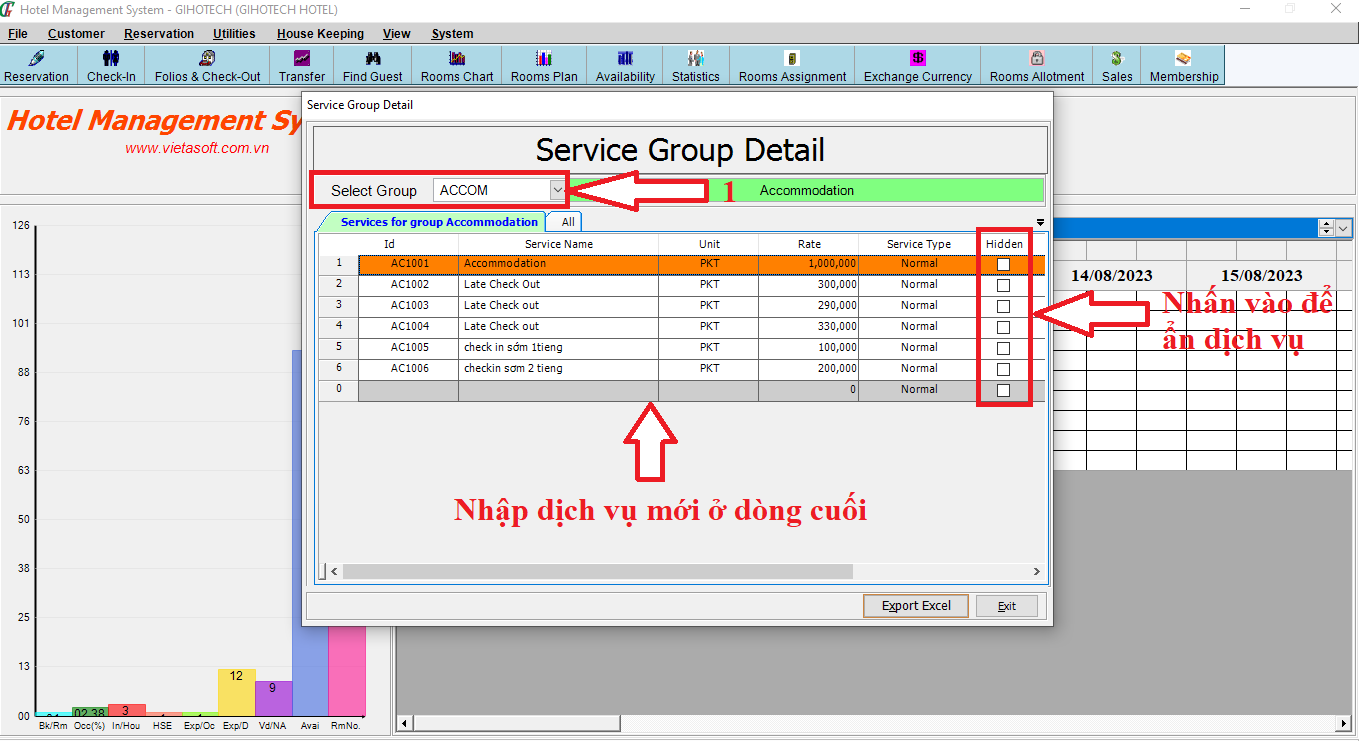 Hotel Management System - GIHOTECH (GIHOTECH HOTEL)
File Customer Reservation Utilities House Keeping View System
Reservation Check-In Folios & Check-Out Transfer Find Guest Rooms Chart Rooms Plan Availability Statistics Rooms Assignment Exchange Currency Rooms Allotment Sales Membership
Hotel Management Sy
www.vietasoft.com.vn
Service Group Detail
Service Group Detail
Select Group ACCOM 1 Accommodation
Services for group Accommodation All
Id Service Name Unit Rate Service Type Hidden
1 AC1001 Accommodation PKT 1,000,000 Normal
2 AC1002 Late Check Out PKT 300,000 Normal
3 AC1003 Late Check out PKT 290,000 Normal
4 AC1004 Late Check out PKT 330,000 Normal
5 AC1005 check in sớm 1tieng PKT 100,000 Normal
6 AC1006 checkin sơm 2 tieng PKT 200,000 Normal
0 0 Normal
Nhập dịch vụ mới ở dòng cuối
Export Excel Exit
14/08/2023 15/08/2023
Nhấn vào để
ẩn dịch vụ
126
113
101
88
76
63
50
38
25
13
00
02.38 3 12 9
Bk/Rm Occ(%) In/Hou HSE Exp/Oc Exp/D Vd/NA Avai RmNo.